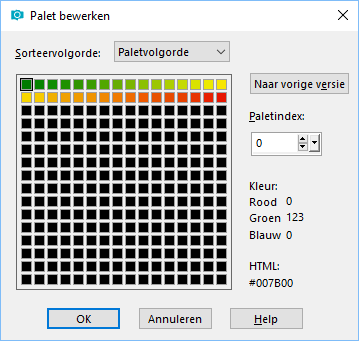 Palet bewerken
Sorteervolgorde: Paletvolgorde
Naar vorige versie
Paletindex:
0
Kleur:
Rood 0
Groen 123
Blauw 0
HTML:
#007B00
OK Annuleren Help